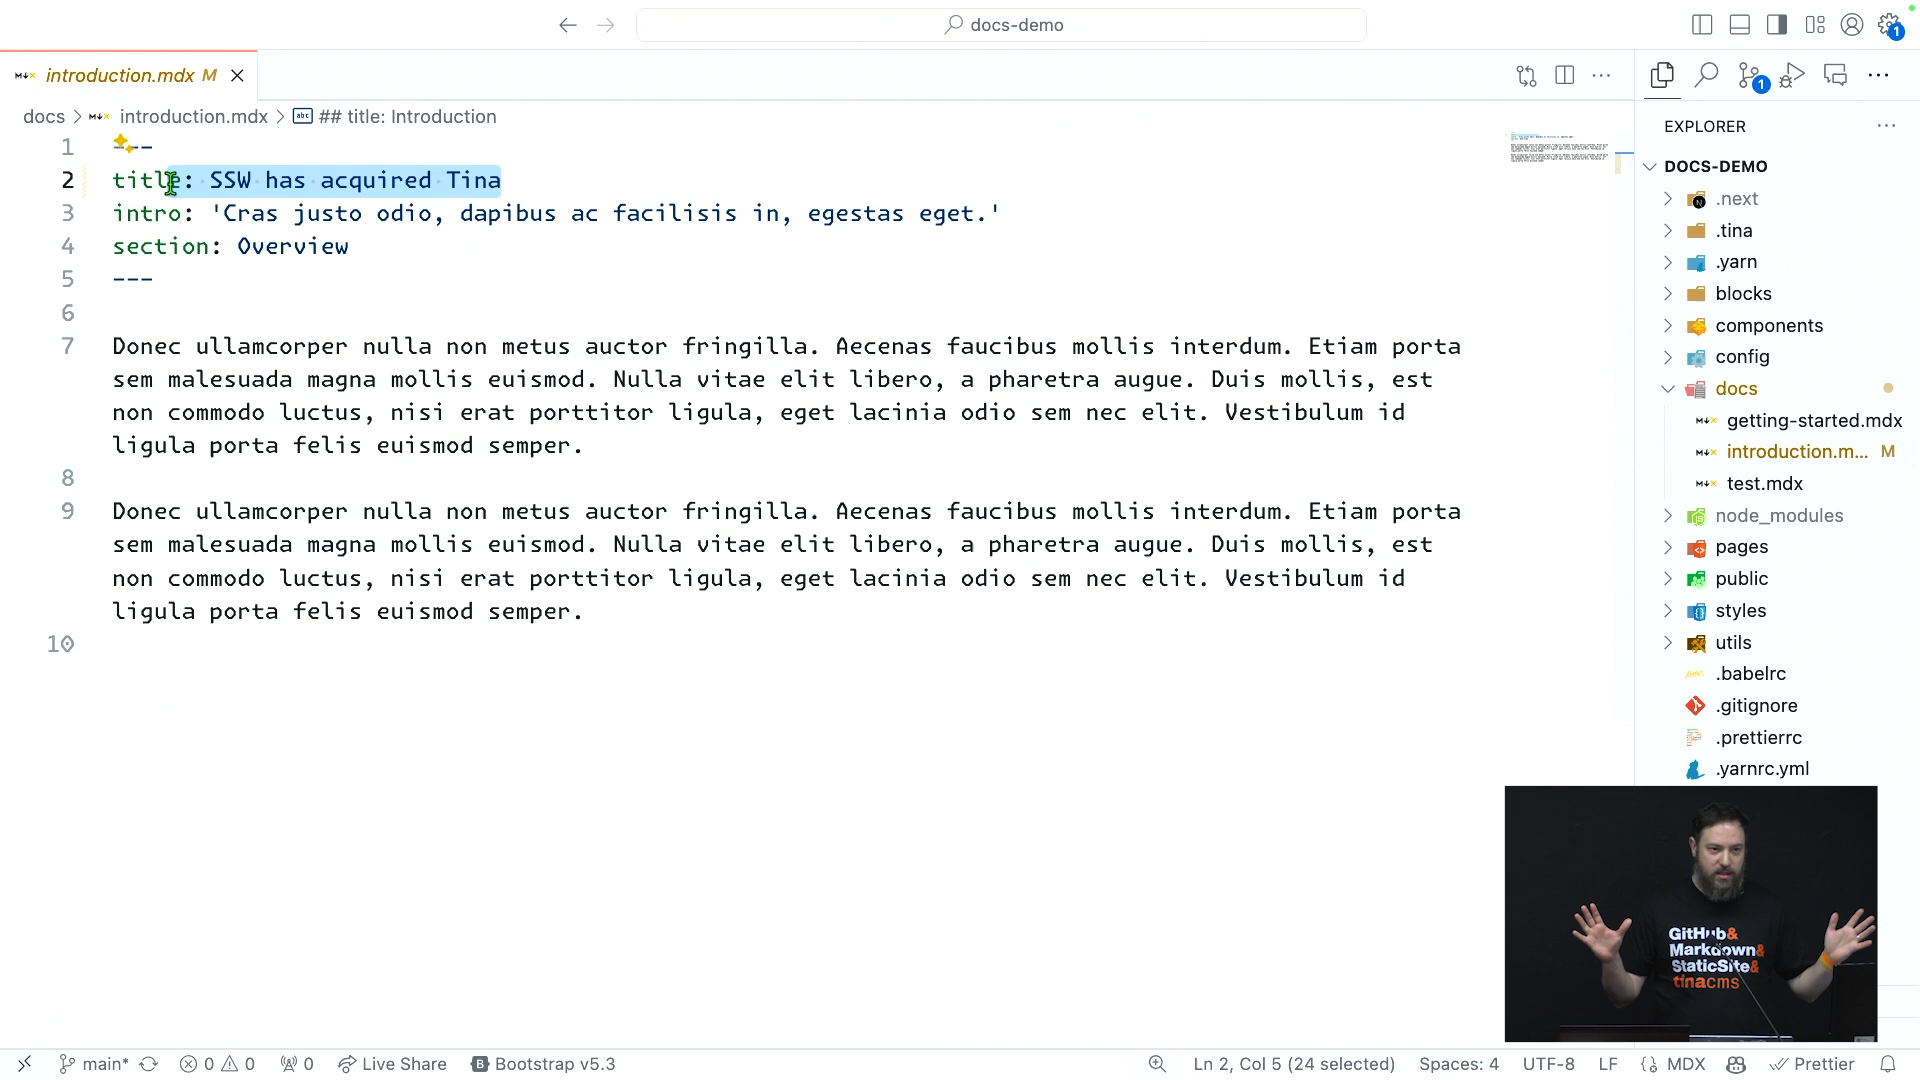 docs-demo
1
introduction.mdx M
1
docs > introduction.mdx > abc ## title: Introduction
EXPLORER
DOCS-DEMO
1 ---
2 title: SSW has acquired Tina
3 intro: 'Cras justo odio, dapibus ac facilisis in, egestas eget.'
4 section: Overview
5 ---
6
7 Donec ullamcorper nulla non metus auctor fringilla. Aecenas faucibus mollis interdum. Etiam porta
sem malesuada magna mollis euismod. Nulla vitae elit libero, a pharetra augue. Duis mollis, est
non commodo luctus, nisi erat porttitor ligula, eget lacinia odio sem nec elit. Vestibulum id
ligula porta felis euismod semper.
8
9 Donec ullamcorper nulla non metus auctor fringilla. Aecenas faucibus mollis interdum. Etiam porta
sem malesuada magna mollis euismod. Nulla vitae elit libero, a pharetra augue. Duis mollis, est
non commodo luctus, nisi erat porttitor ligula, eget lacinia odio sem nec elit. Vestibulum id
ligula porta felis euismod semper.
10
.next
.tina
.yarn
blocks
components
config
docs
getting-started.mdx
introduction.m... M
test.mdx
node_modules
pages
public
styles
utils
.babelrc
.gitignore
.prettierrc
.yarnrc.yml
GitHub&
Markdown&
StaticSite&
tinacms
main* 0 0 0 Live Share Bootstrap v5.3 Ln 2, Col 5 (24 selected) Spaces: 4 UTF-8 LF MDX Prettier